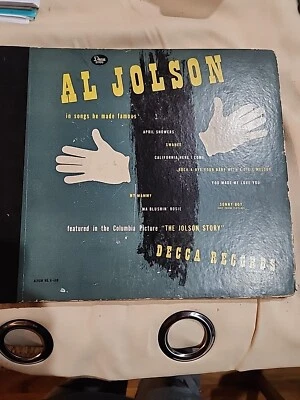 Decca
AL JOLSON
in songs he made famous
APRIL SHOWERS
SWANEE
CALIFORNIA, HERE I COME
ROCK-A-BYE YOUR BABY WITH A DIXIE MELODY
YOU MADE ME LOVE YOU
MY MAMMY
MA BLUSHIN' ROSIE
SONNY BOY
featured in the Columbia Picture "THE JOLSON STORY"
DECCA RECORDS